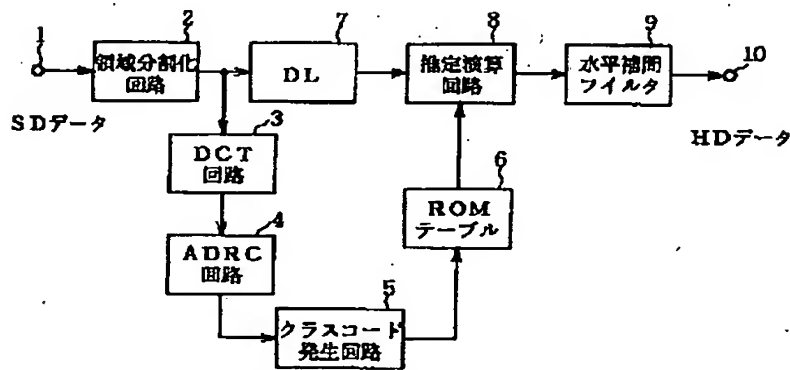 1
2
領域分割化
回路
7
DL
8
推定演算
回路
9
水平補間
フイルタ
10
SDデータ
HDデータ
3
DCT
回路
6
ROM
テーブル
4
ADRC
回路
5
クラスコード
発生回路